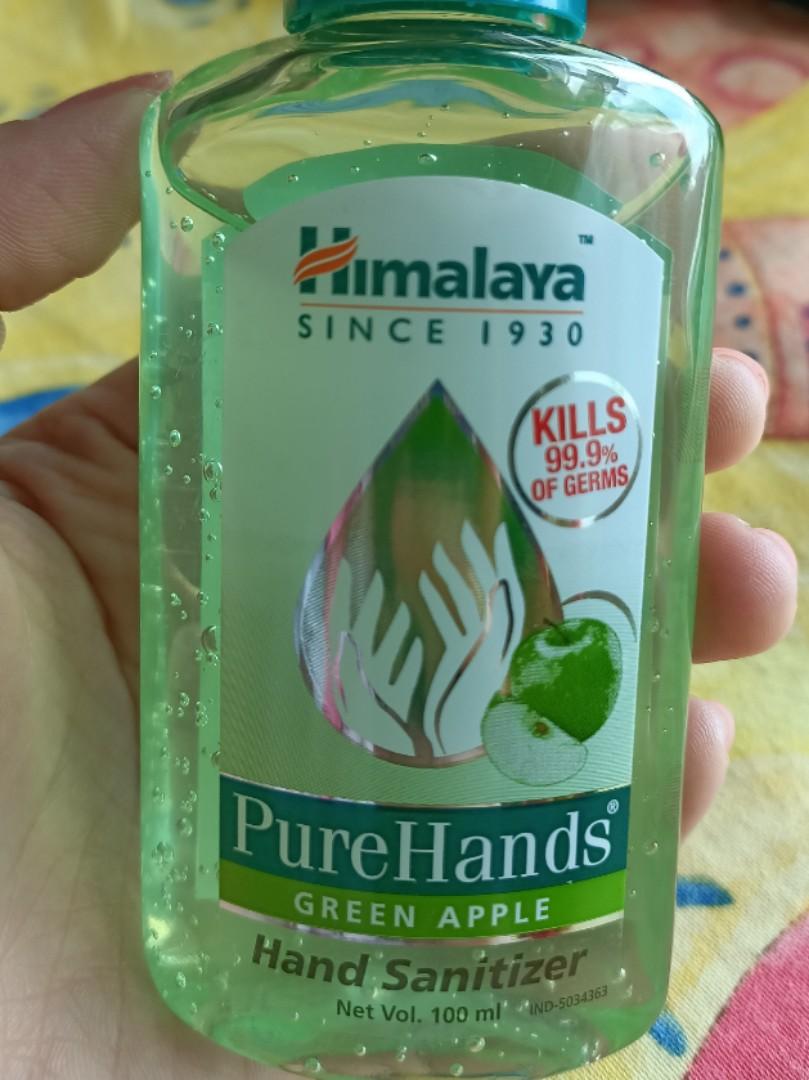 Himalaya™
SINCE 1930
KILLS
99.9%
OF GERMS
PureHands®
GREEN APPLE
Hand Sanitizer
Net Vol. 100 ml IND-5034363